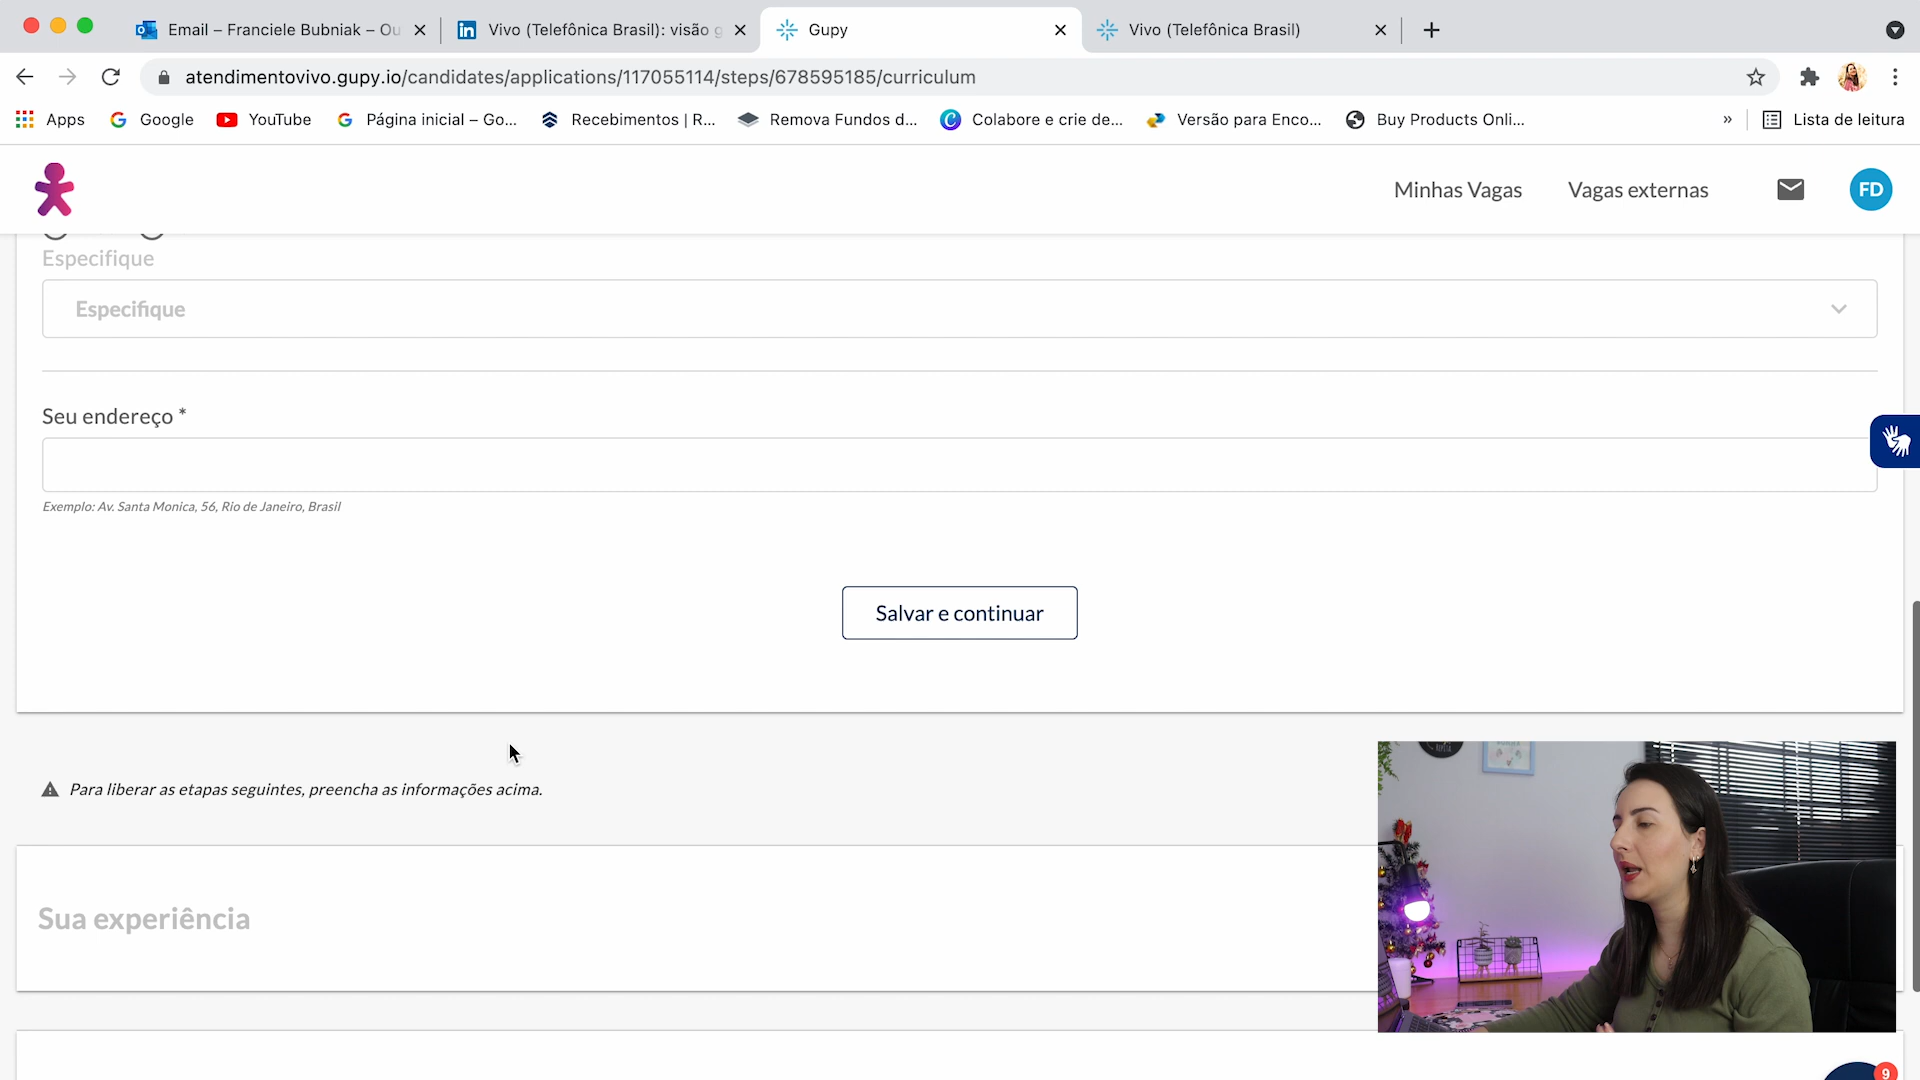 Email – Franciele Bubniak – Ou
Vivo (Telefônica Brasil): visão g
Gupy
Vivo (Telefônica Brasil)
atendimentovivo.gupy.io/candidates/applications/117055114/steps/678595185/curriculum
Apps
Google
YouTube
Página inicial – Go...
Recebimentos | R...
Remova Fundos d...
Colabore e crie de...
Versão para Enco...
Buy Products Onli...
»
Lista de leitura
Minhas Vagas
Vagas externas
FD
Especifique
Especifique
Seu endereço *
Exemplo: Av. Santa Monica, 56, Rio de Janeiro, Brasil
Salvar e continuar
Para liberar as etapas seguintes, preencha as informações acima.
Sua experiência
9